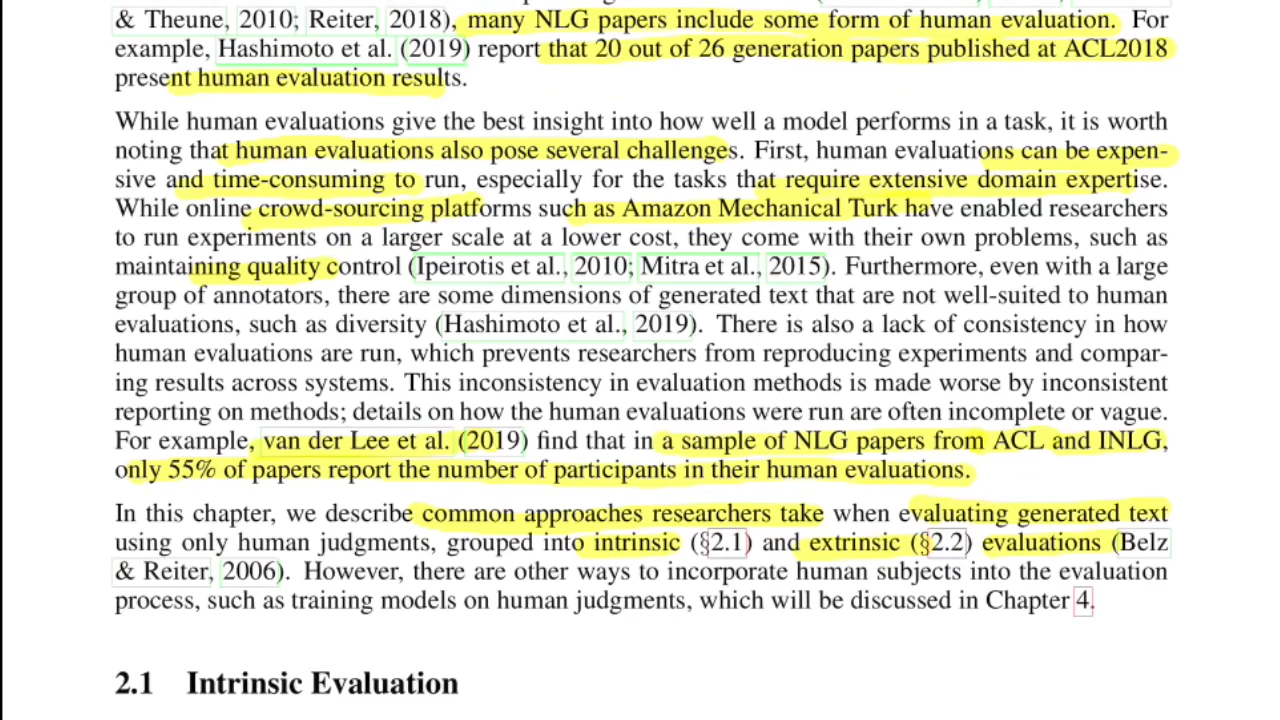 & Theune, 2010; Reiter, 2018), many NLG papers include some form of human evaluation. For
example, Hashimoto et al. (2019) report that 20 out of 26 generation papers published at ACL2018
present human evaluation results.
While human evaluations give the best insight into how well a model performs in a task, it is worth
noting that human evaluations also pose several challenges. First, human evaluations can be expen-
sive and time-consuming to run, especially for the tasks that require extensive domain expertise.
While online crowd-sourcing platforms such as Amazon Mechanical Turk have enabled researchers
to run experiments on a larger scale at a lower cost, they come with their own problems, such as
maintaining quality control (Ipeirotis et al., 2010; Mitra et al., 2015). Furthermore, even with a large
group of annotators, there are some dimensions of generated text that are not well-suited to human
evaluations, such as diversity (Hashimoto et al., 2019). There is also a lack of consistency in how
human evaluations are run, which prevents researchers from reproducing experiments and compar-
ing results across systems. This inconsistency in evaluation methods is made worse by inconsistent
reporting on methods; details on how the human evaluations were run are often incomplete or vague.
For example, van der Lee et al. (2019) find that in a sample of NLG papers from ACL and INLG,
only 55% of papers report the number of participants in their human evaluations.
In this chapter, we describe common approaches researchers take when evaluating generated text
using only human judgments, grouped into intrinsic (§2.1) and extrinsic (§2.2) evaluations (Belz
& Reiter, 2006). However, there are other ways to incorporate human subjects into the evaluation
process, such as training models on human judgments, which will be discussed in Chapter 4.
2.1 Intrinsic Evaluation